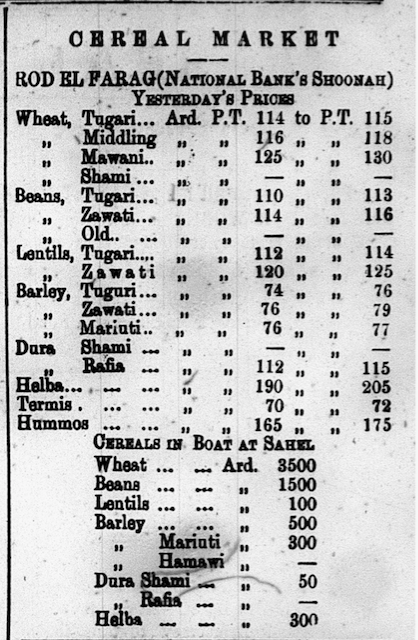 CEREAL MARKET
ROD EL FARAG (NATIONAL BANK'S SHOONAH)
YESTERDAY'S PRICES
Wheat, Tugari... Ard. P.T. 114 to P.T. 115
„ Middling „ „ 116 „ „ 118
„ Mawani.. „ „ 125 „ „ 130
„ Shami ... „ „ — „ „ —
Beans, Tugari... „ „ 110 „ „ 113
„ Zawati... „ „ 114 „ „ 116
„ Old.. ... „ „ — „ „ —
Lentils, Tugari.... „ „ 112 „ „ 114
„ Zawati „ „ 120 „ „ 125
Barley, Tuguri... „ „ 74 „ „ 76
„ Zawati... „ „ 76 „ „ 79
„ Mariuti.. „ „ 76 „ „ 77
Dura Shami ... „ „ — „ „ —
„ Rafia ... „ „ 112 „ „ 115
Helba... ... ... „ „ 190 „ „ 205
Termis . ... ... „ „ 70 „ „ 72
Hummos ... ... „ „ 165 „ „ 175
CEREALS IN BOAT AT SAHEL
Wheat ... ... Ard. 3500
Beans ... ... „ 1500
Lentils ... ... „ 100
Barley ... ... „ 500
„ Mariuti „ 300
„ Hamawi „ —
Dura Shami ... „ 50
„ Rafia ... „ —
Helba ... ... „ 300